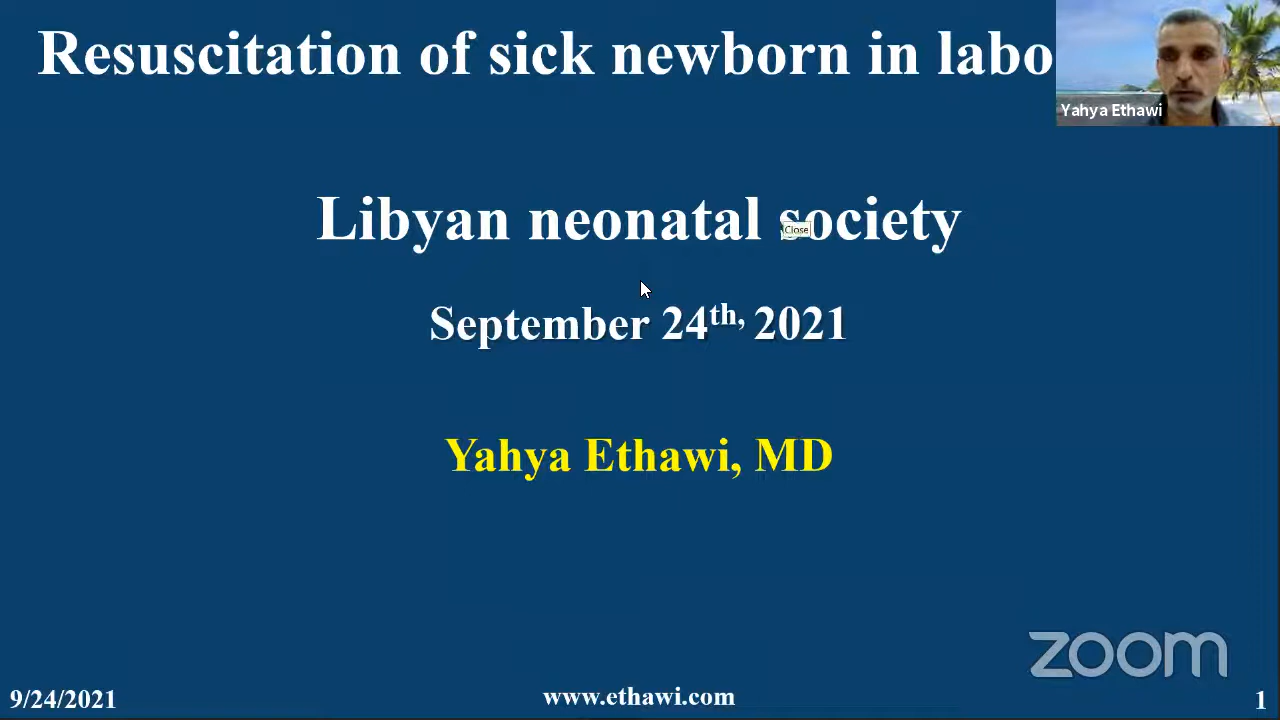 Resuscitation of sick newborn in labo
Yahya Ethawi
Libyan neonatal society
Close
September 24th, 2021
Yahya Ethawi, MD
zoom
9/24/2021
www.ethawi.com
1